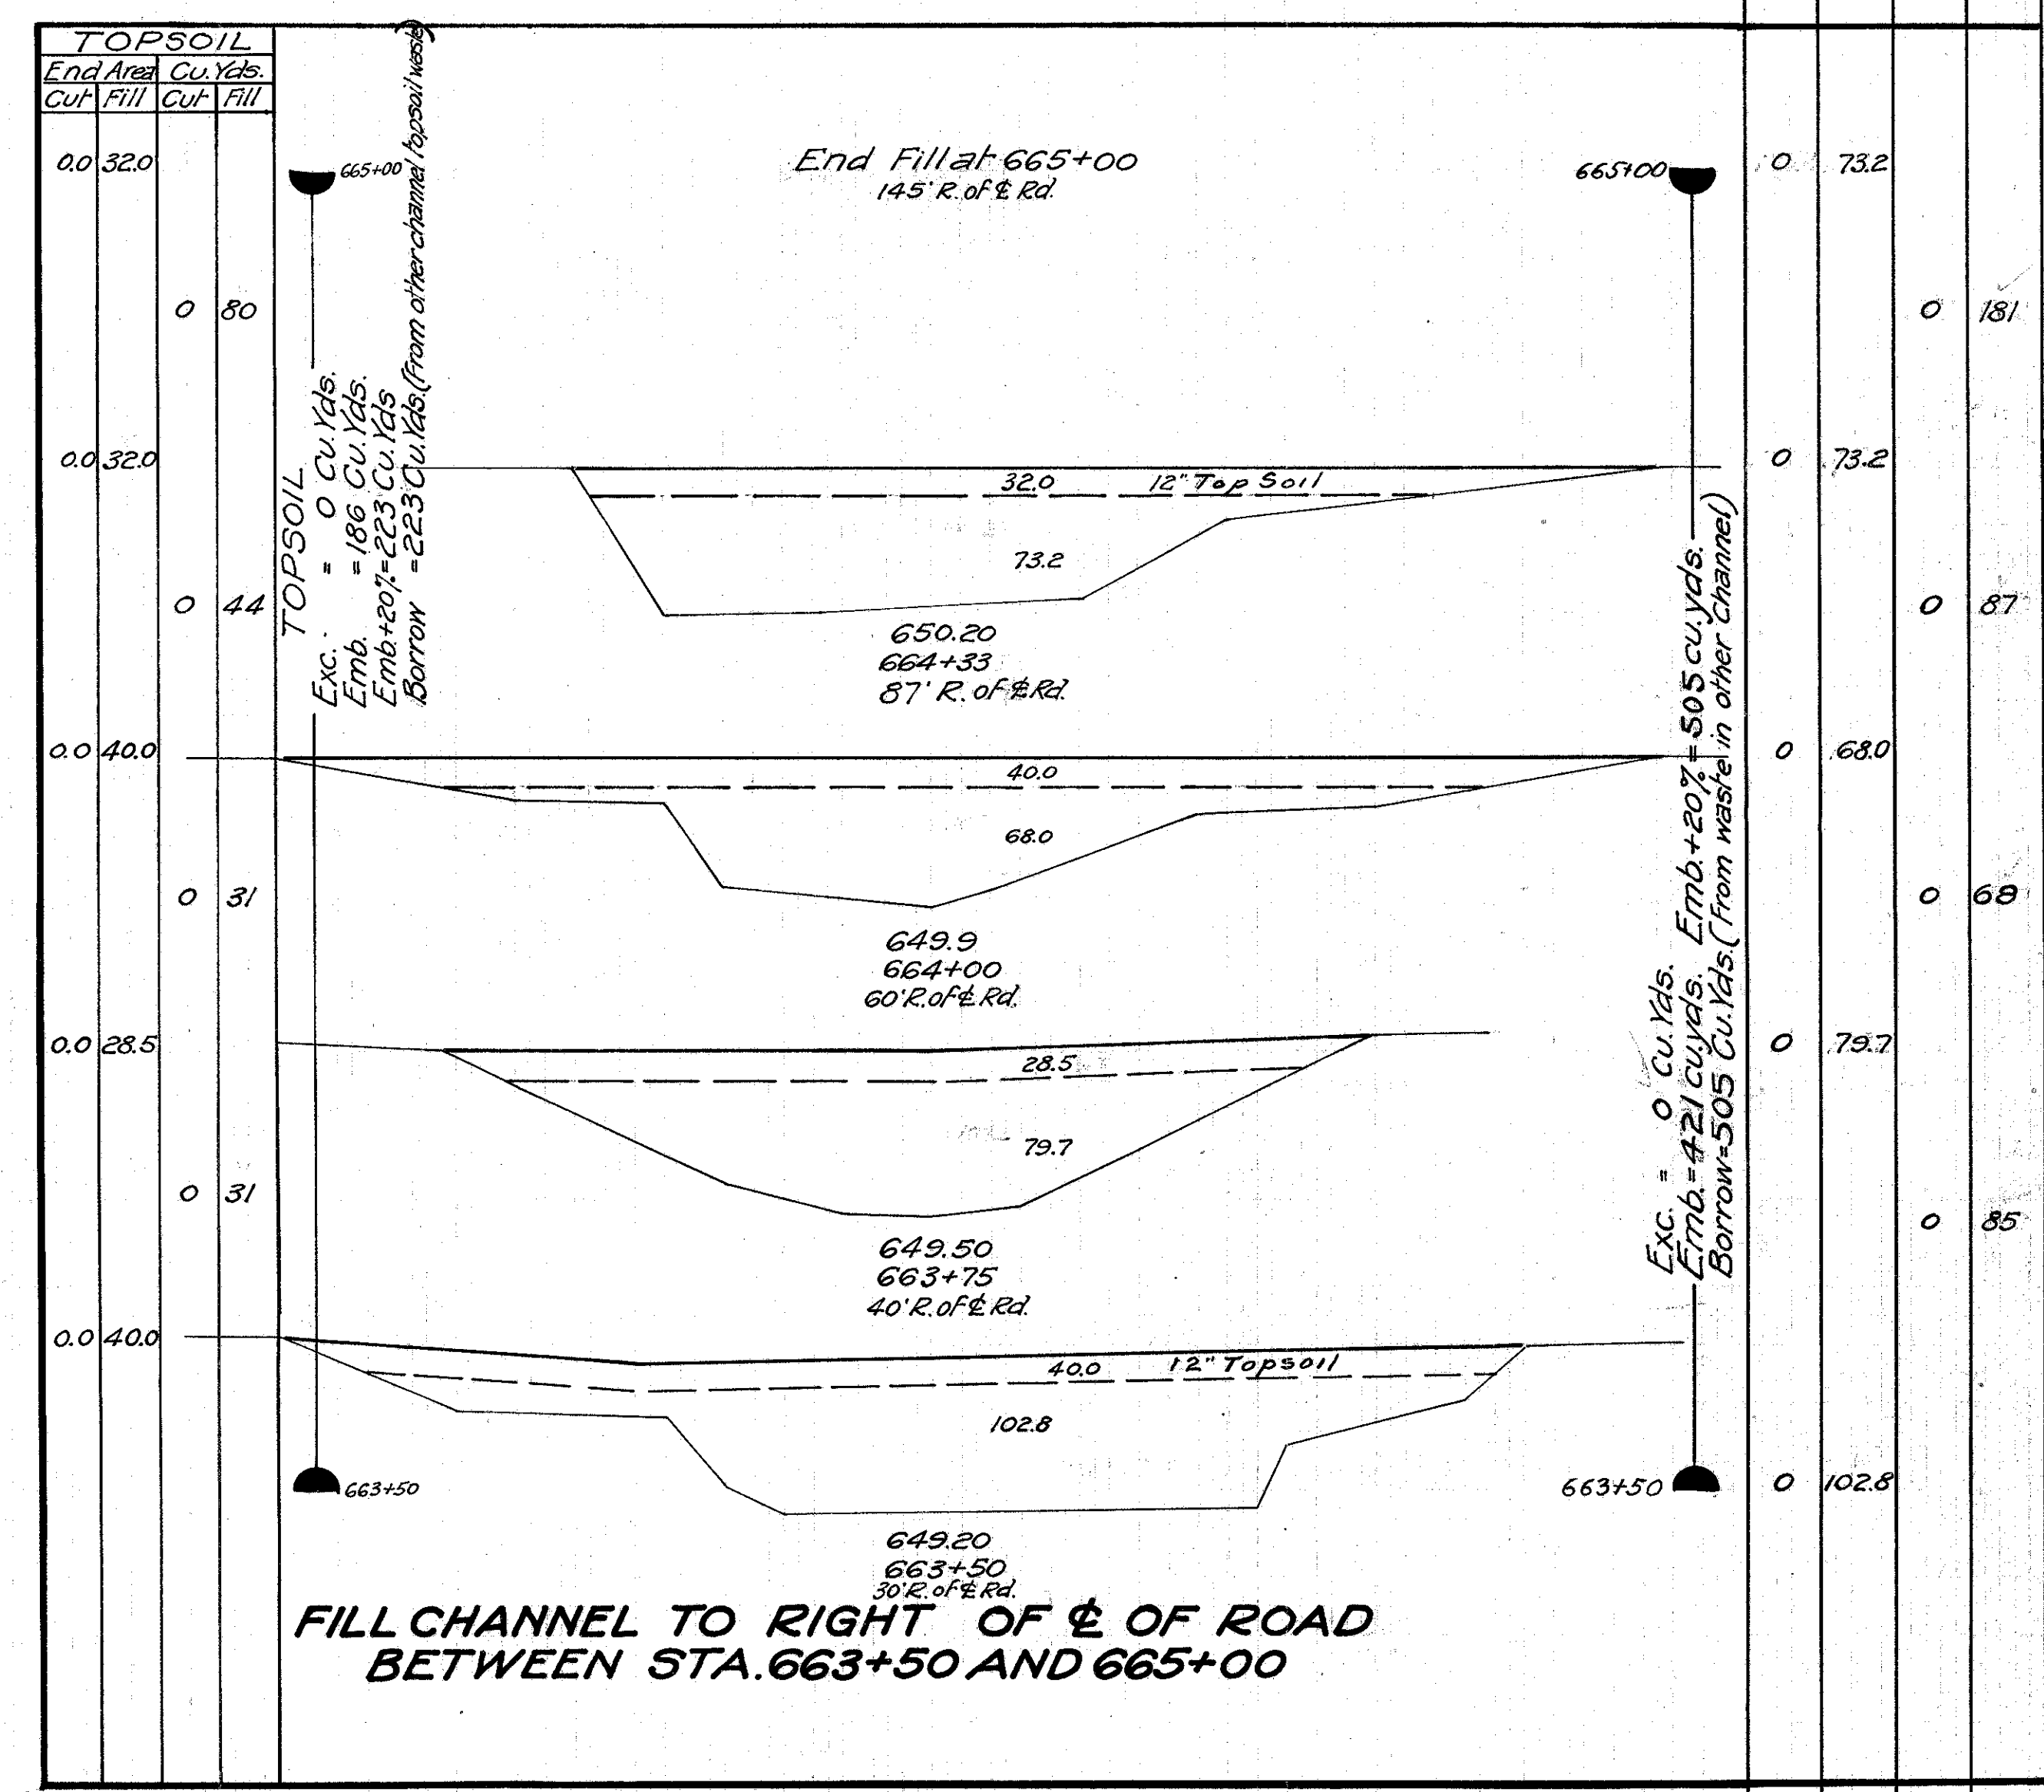 TOPSOIL
End Area Cu.Yds.
Cut Fill Cut Fill
0.0 32.0
665+00
End Fill at 665+00
145' R. of ℄ Rd.
665+00
0 73.2
0 80
0 181
TOPSOIL
Exc. = 0 Cu.Yds.
Emb. = 186 Cu.Yds.
Emb.+20%=223 Cu.Yds
Borrow =223 Cu.Yds.(From other channel topsoil waste)
0.0 32.0
32.0 12" Top Soil
0 73.2
73.2
0 44
0 87
650.20
664+33
87' R. of ℄ Rd.
0.0 40.0
40.0
0 68.0
68.0
0 31
0 68
649.9
664+00
60' R. of ℄ Rd.
Exc. = 0 Cu.Yds.
Emb.=421 cu.yds. Emb.+20%=505 cu.yds.
Borrow=505 Cu.Yds.(From waste in other Channel)
0.0 28.5
28.5
0 79.7
79.7
0 31
0 85
649.50
663+75
40' R. of ℄ Rd.
0.0 40.0
40.0 12" Topsoil
102.8
663+50
663+50
0 102.8
649.20
663+50
30' R. of ℄ Rd.
FILL CHANNEL TO RIGHT OF ℄ OF ROAD
BETWEEN STA.663+50 AND 665+00